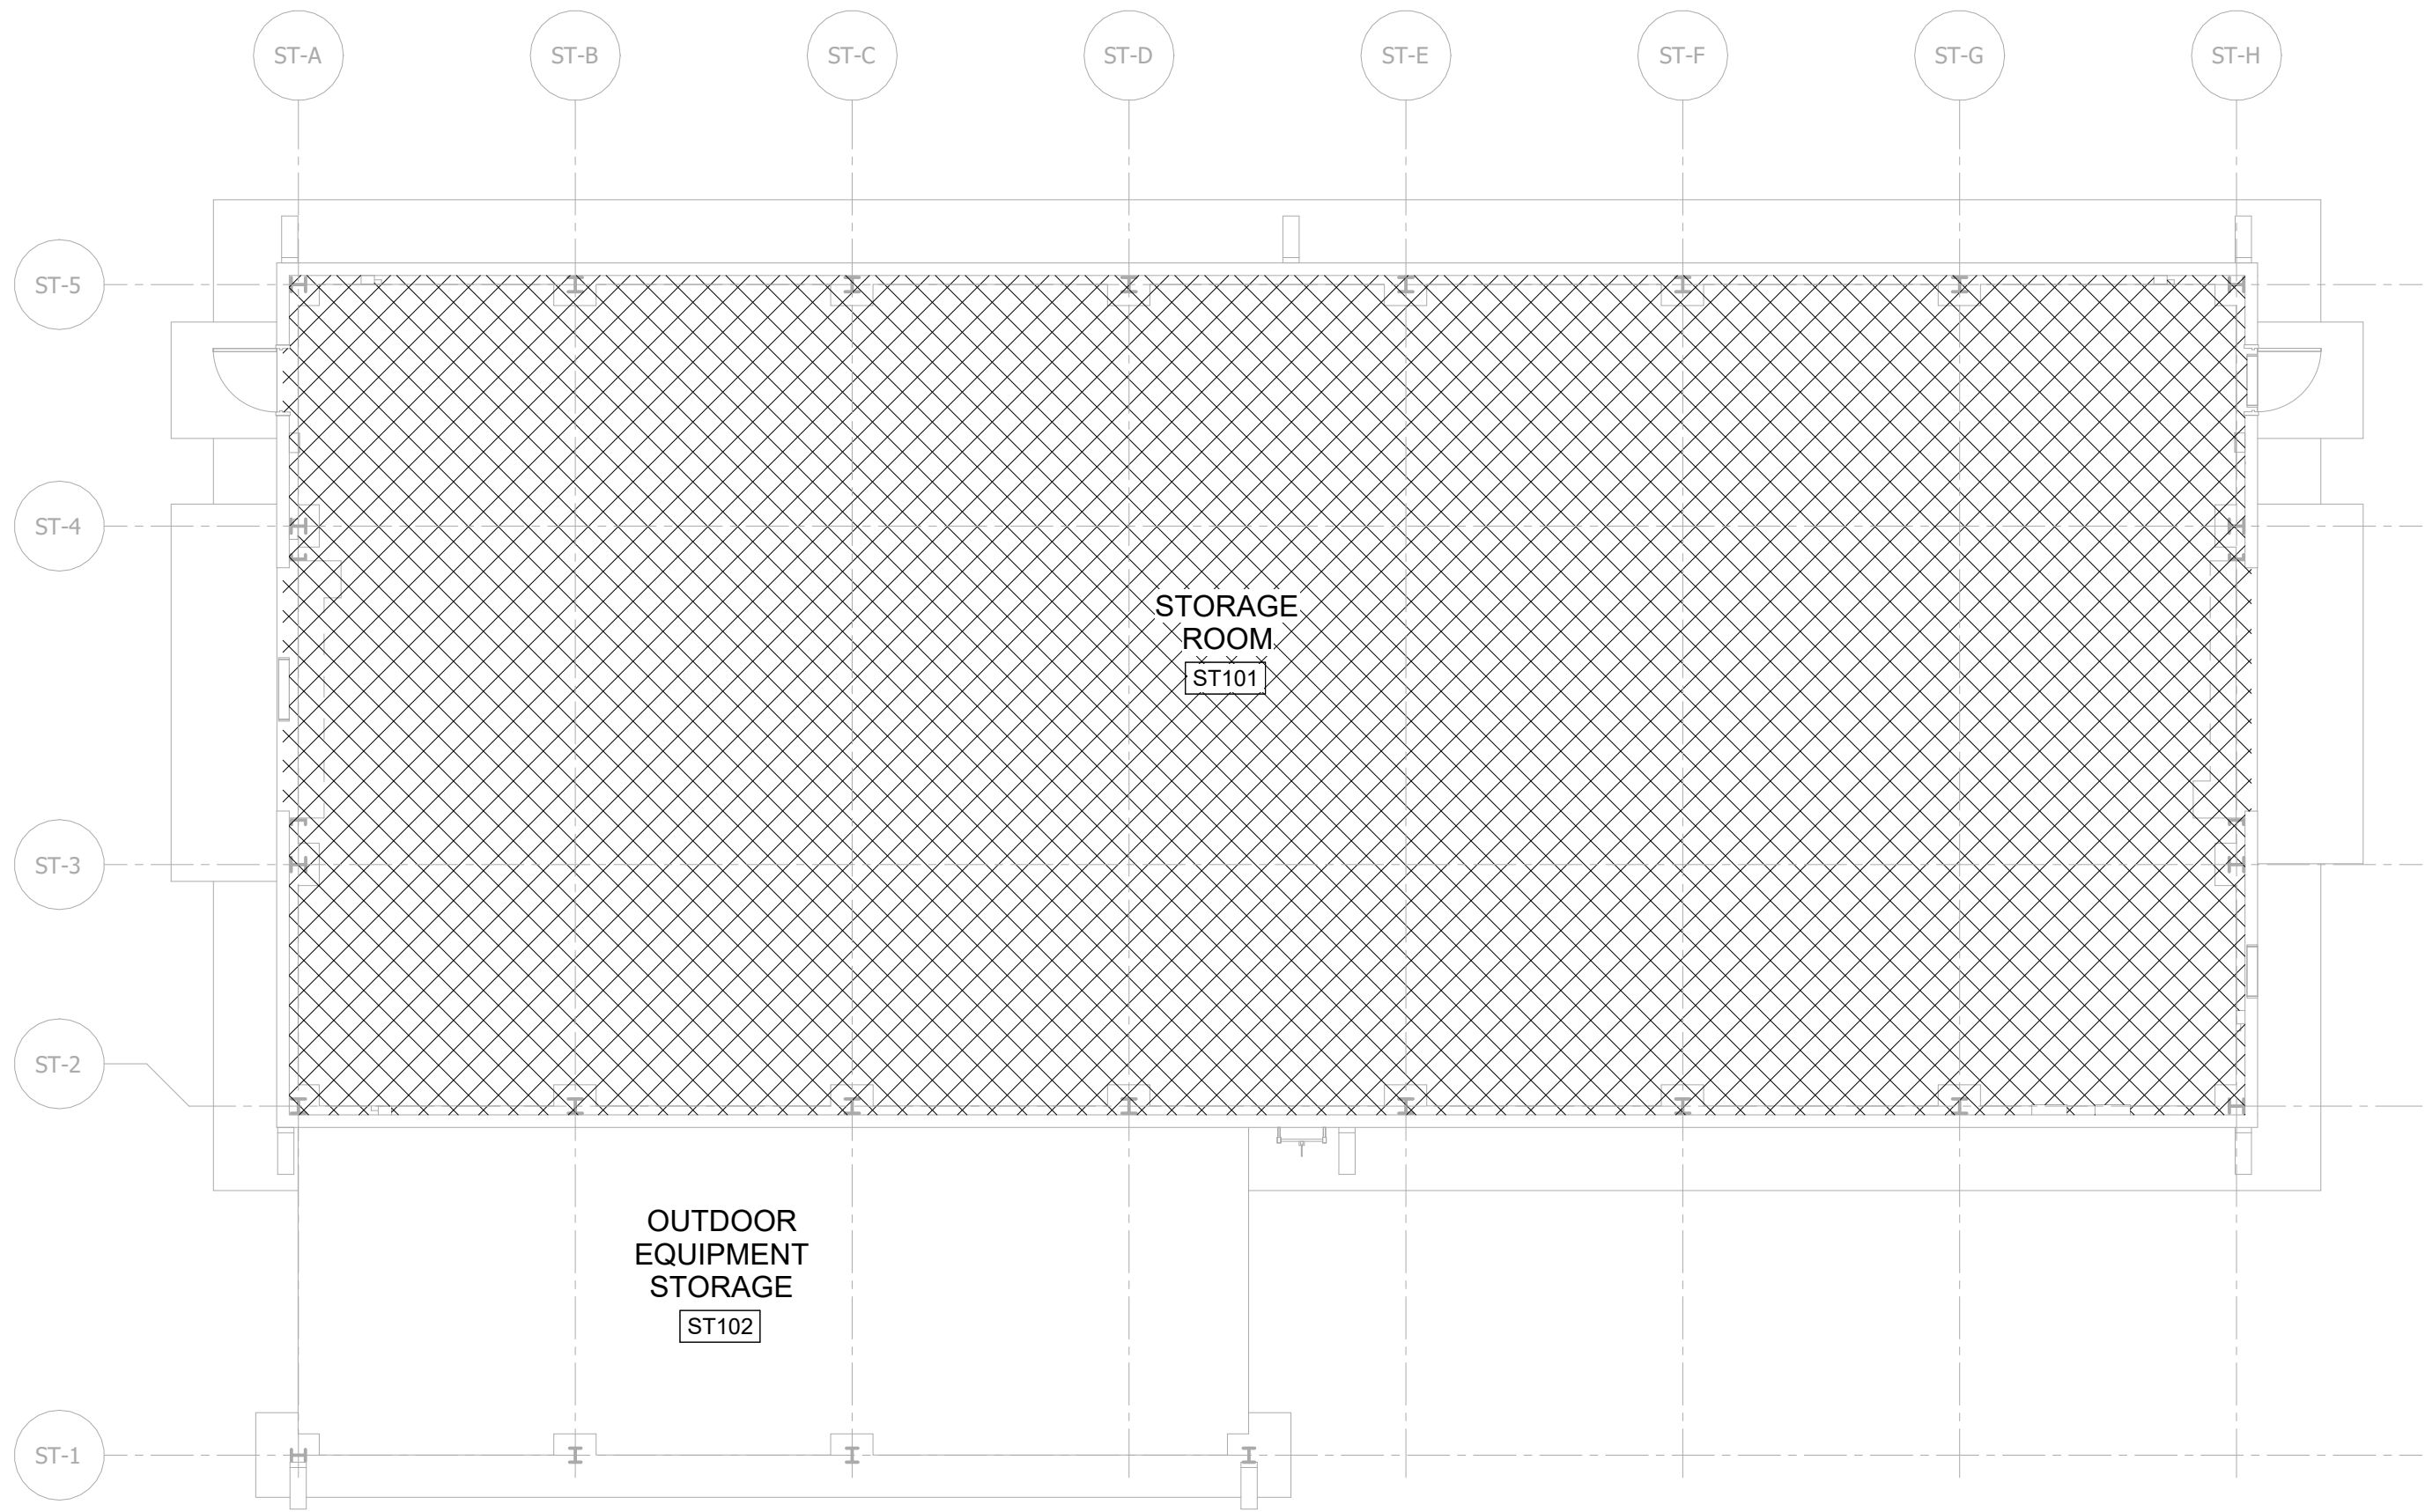 ST-A
ST-B
ST-C
ST-D
ST-E
ST-F
ST-G
ST-H
ST-5
ST-4
STORAGE
ROOM
ST101
ST-3
ST-2
OUTDOOR
EQUIPMENT
STORAGE
ST102
ST-1